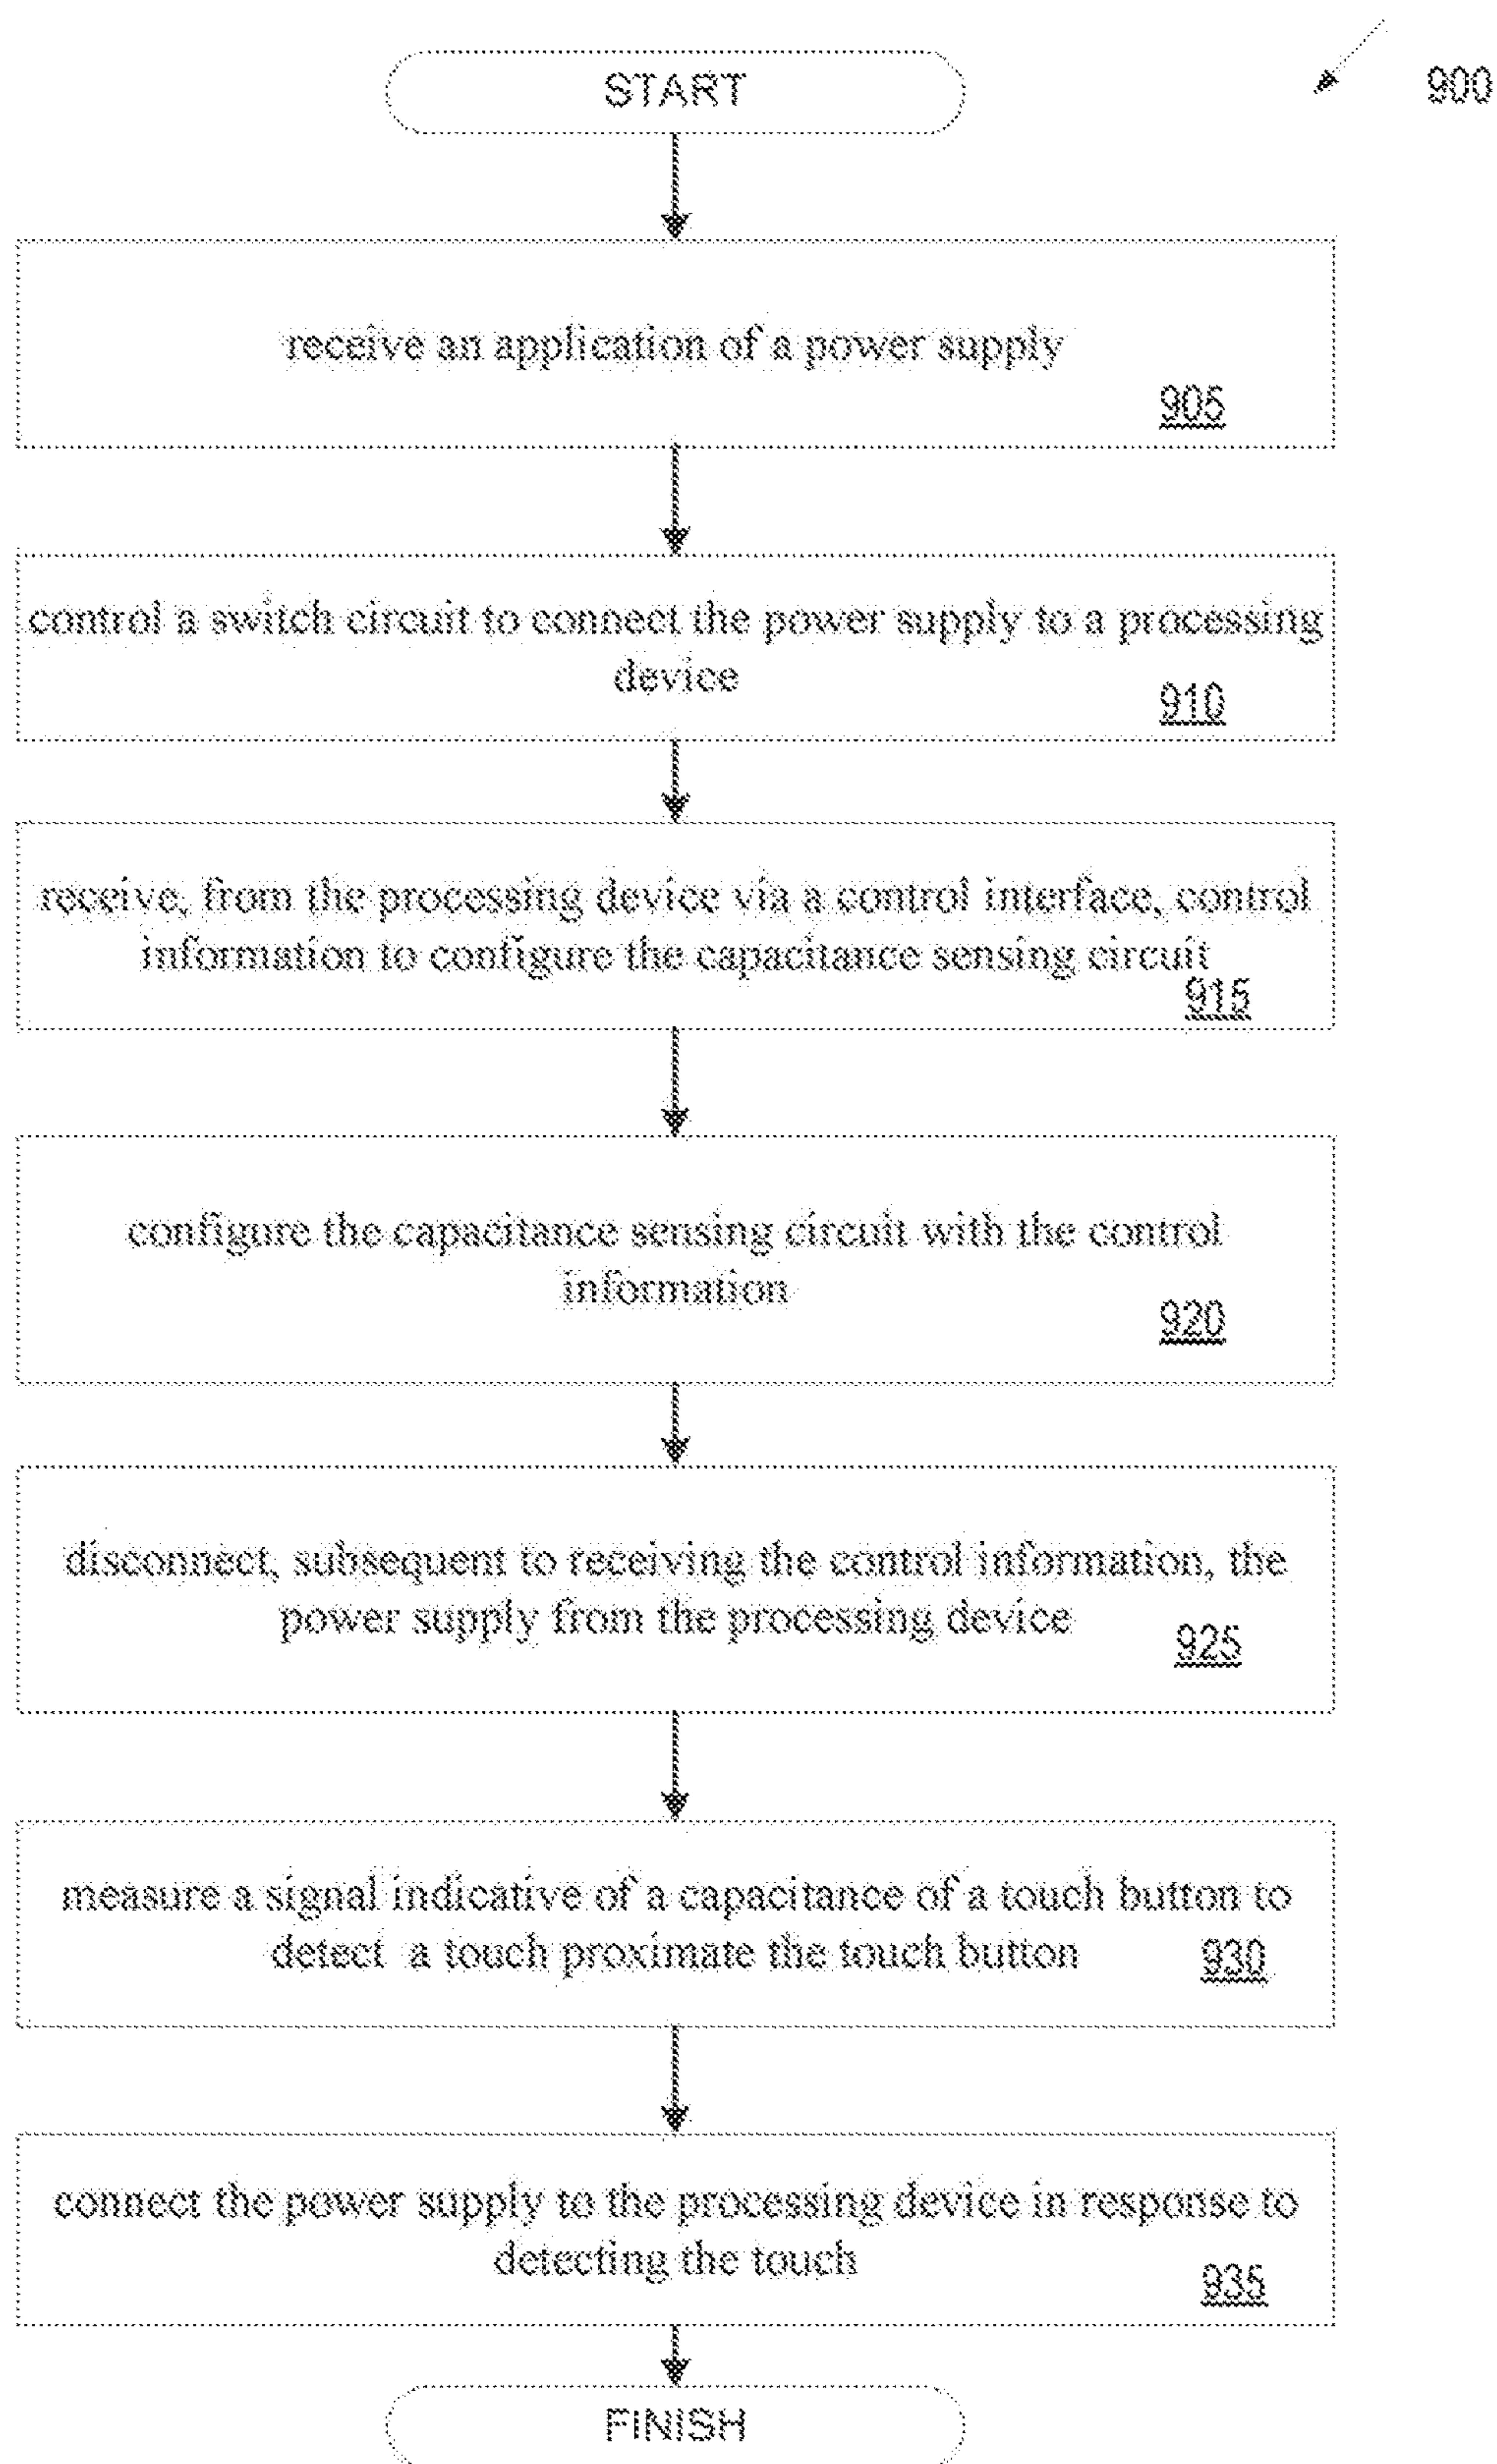 START
900
receive an application of a power supply
905
control a switch circuit to connect the power supply to a processing
device
910
receive, from the processing device via a control interface, control
information to configure the capacitance sensing circuit
915
configure the capacitance sensing circuit with the control
information
920
disconnect, subsequent to receiving the control information, the
power supply from the processing device
925
measure a signal indicative of a capacitance of a touch button to
detect a touch proximate the touch button
930
connect the power supply to the processing device in response to
detecting the touch
935
FINISH